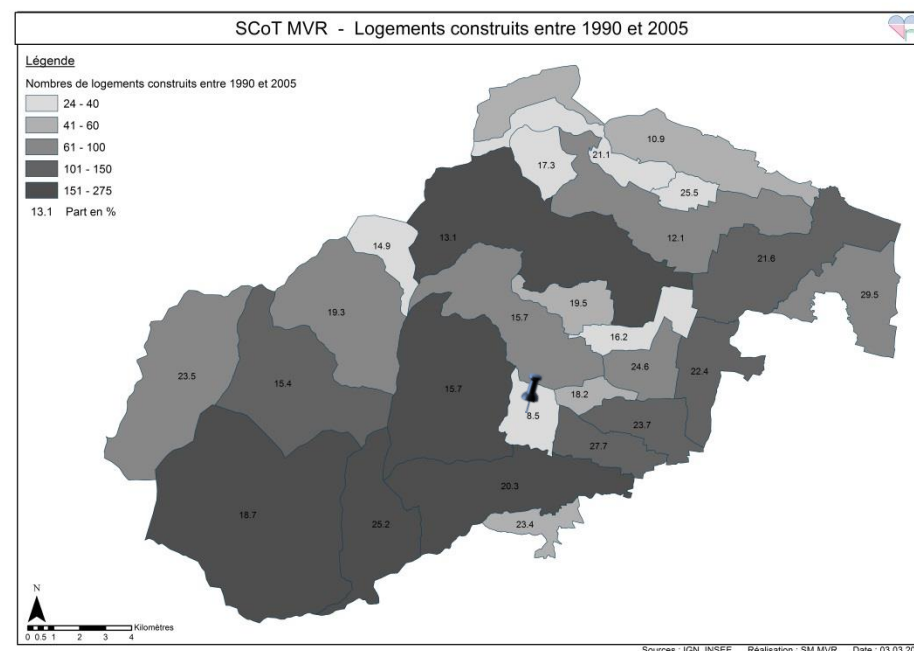 SCoT MVR - Logements construits entre 1990 et 2005
Légende
Nombres de logements construits entre 1990 et 2005
24 - 40
41 - 60
61 - 100
101 - 150
151 - 275
13.1 Part en %
10.9
21.1
17.3
25.5
12.1
13.1
14.9
21.6
29.5
19.5
19.3
15.7
16.2
24.6
22.4
23.5
15.4
15.7
18.2
8.5
23.7
27.7
20.3
18.7
25.2
23.4
N
0 0.5 1 2 3 4 Kilomètres
Sources : IGN, INSEE Réalisation : SM MVR Date : 03.03.20